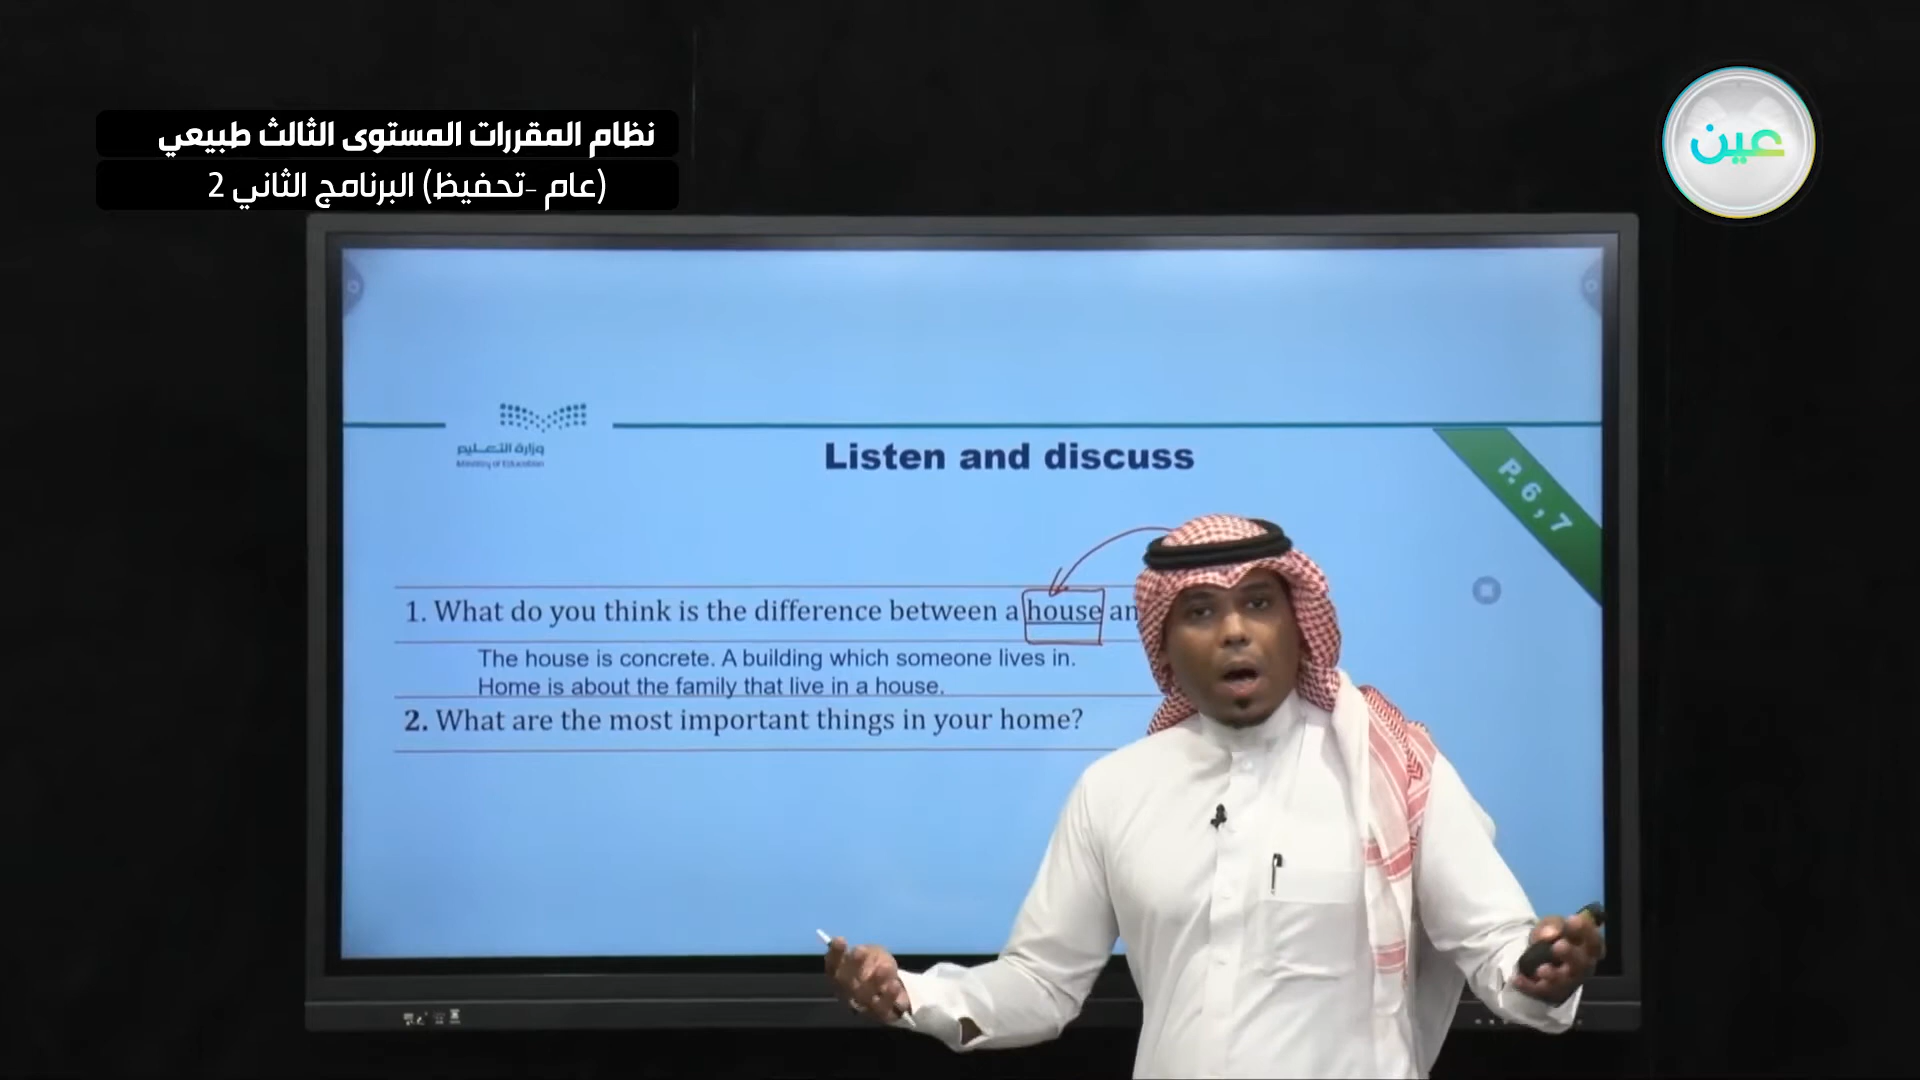 نظام المقررات المستوى الثالث طبيعي
(عام -تحفيظ) البرنامج الثاني 2
عين
وزارة التعليم
Ministry of Education
Listen and discuss
P. 6 , 7
1. What do you think is the difference between a house an
The house is concrete. A building which someone lives in.
Home is about the family that live in a house.
2. What are the most important things in your home?